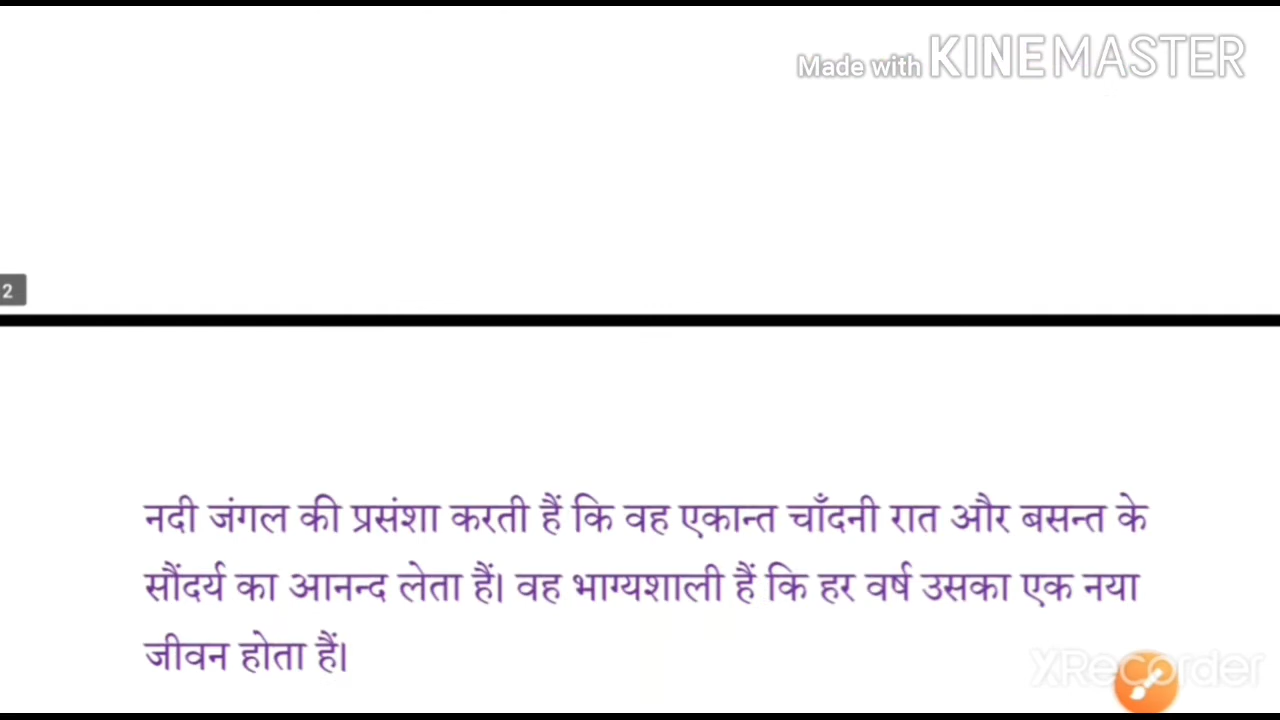 Made with KINEMASTER
2
नदी जंगल की प्रसंशा करती हैं कि वह एकान्त चाँदनी रात और बसन्त के
सौंदर्य का आनन्द लेता हैं। वह भाग्यशाली हैं कि हर वर्ष उसका एक नया
जीवन होता हैं।
XRecorder